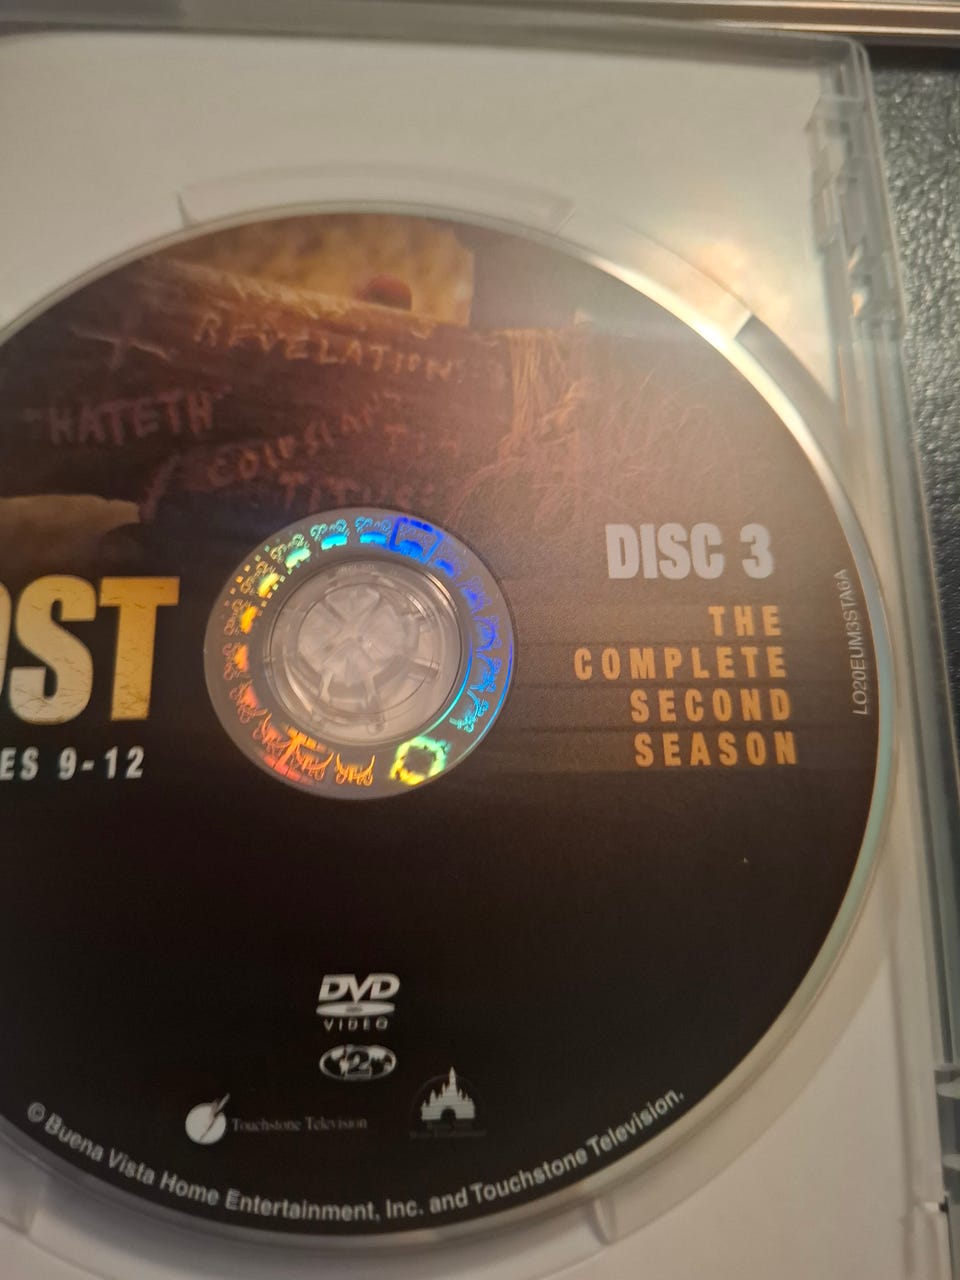 REVELATION
"HATETH"
TITUS
OST
ES 9-12
DISC 3
THE
COMPLETE
SECOND
SEASON
LO20EUM3STA6A
DVD
VIDEO
2
Touchstone Television
© Buena Vista Home Entertainment, Inc. and Touchstone Television.